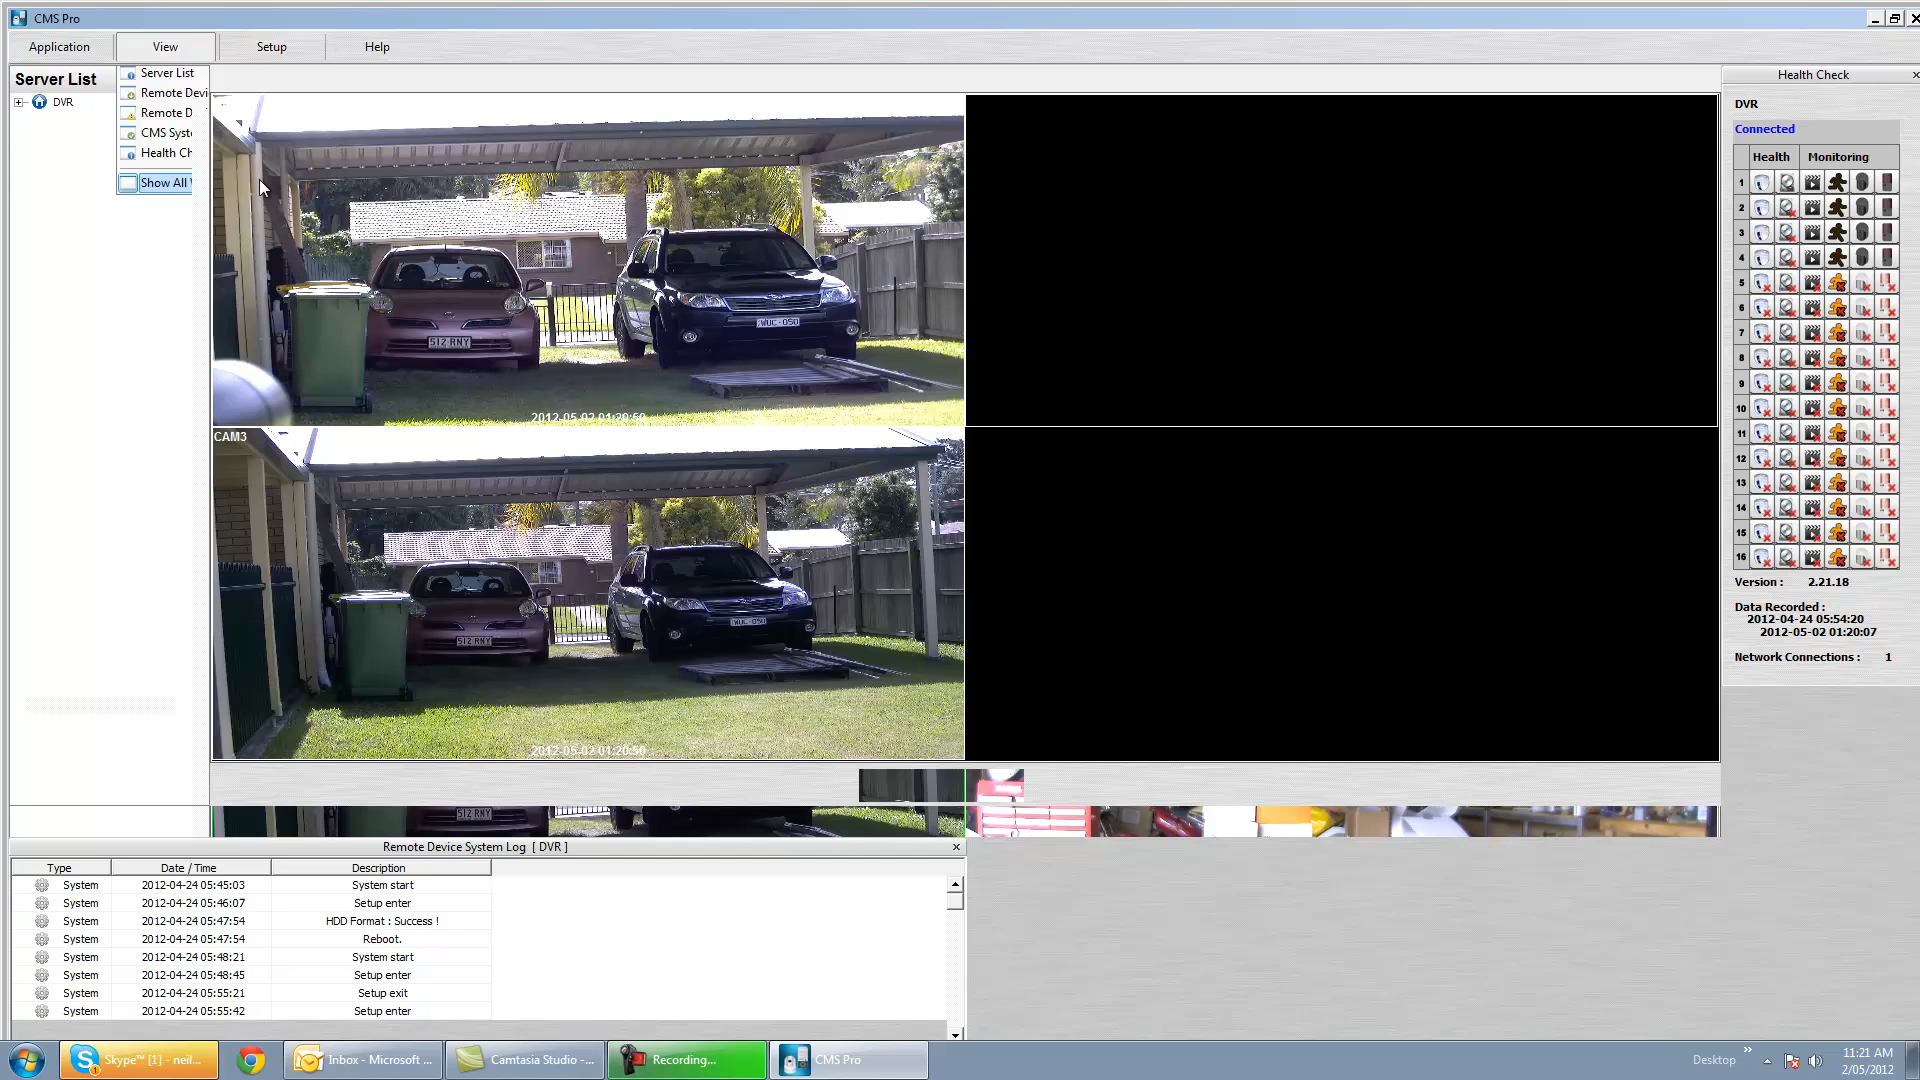 CMS Pro
Application View Setup Help
Server List
DVR
Server List
Remote Devi
Remote D
CMS Syst
Health Ch
Show All
2012-05-02 01:20:50
512 RNY
WUC-050
CAM3
512 RNY
2012-05-02 01:20:50
512 RNY
Health Check
DVR
Connected
Health Monitoring
1
2
3
4
5
6
7
8
9
10
11
12
13
14
15
16
Version : 2.21.18
Data Recorded :
2012-04-24 05:54:20
2012-05-02 01:20:07
Network Connections : 1
Remote Device System Log [ DVR ]
Type Date / Time Description
System 2012-04-24 05:45:03 System start
System 2012-04-24 05:46:07 Setup enter
System 2012-04-24 05:47:54 HDD Format : Success !
System 2012-04-24 05:47:54 Reboot.
System 2012-04-24 05:48:21 System start
System 2012-04-24 05:48:45 Setup enter
System 2012-04-24 05:55:21 Setup exit
System 2012-04-24 05:55:42 Setup enter
Skype™ [1] - neil...
Inbox - Microsoft ...
Camtasia Studio -...
Recording...
CMS Pro
Desktop »
11:21 AM
2/05/2012